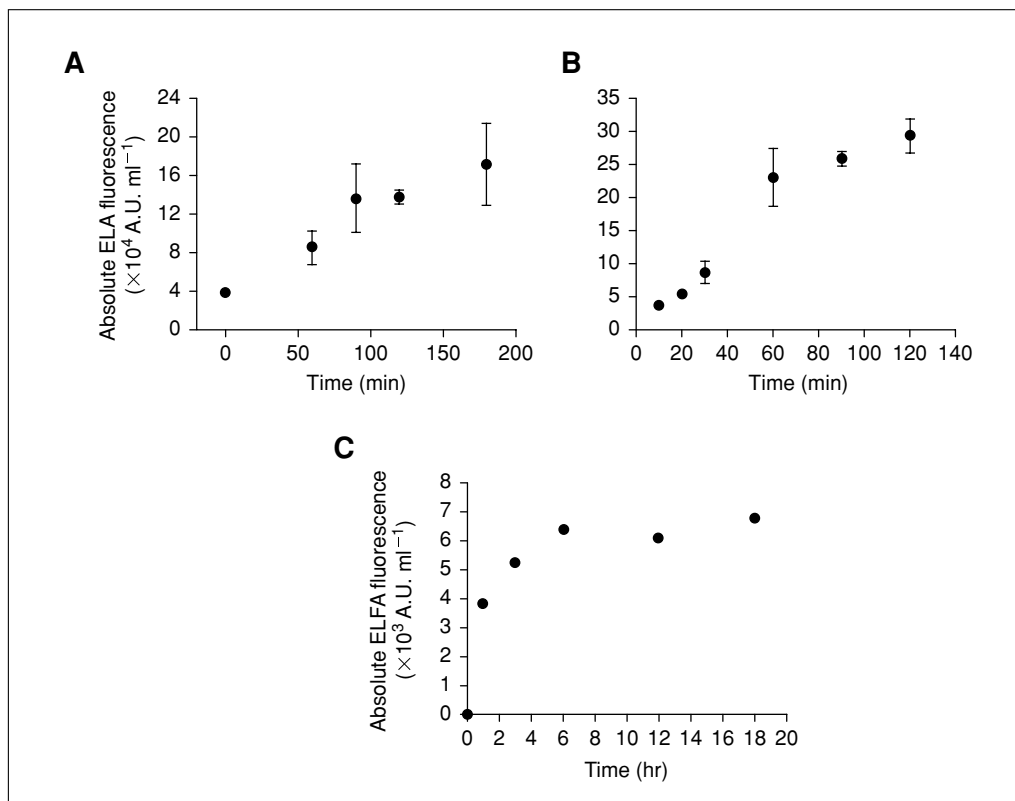 A
Absolute ELA fluorescence
(×10⁴ A.U. ml⁻¹)
24
20
16
12
8
4
0
0 50 100 150 200
Time (min)
B
35
30
25
20
15
10
5
0
0 20 40 60 80 100 120 140
Time (min)
C
Absolute ELFA fluorescence
(×10³ A.U. ml⁻¹)
8
7
6
5
4
3
2
1
0
0 2 4 6 8 10 12 14 16 18 20
Time (hr)